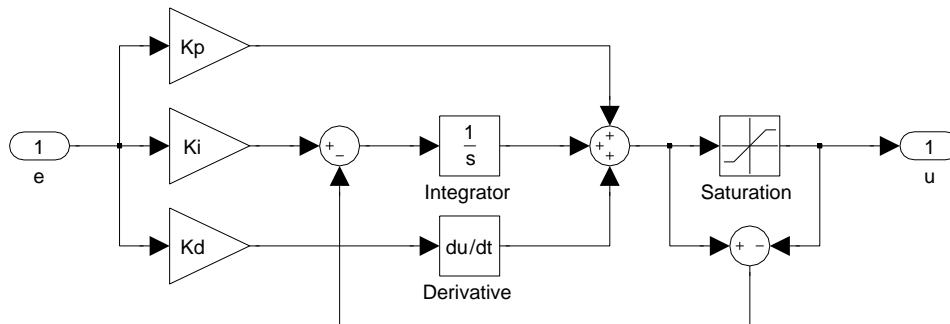 Kp
1
e
Ki
+
−
1
s
Integrator
+
+
+
Saturation
1
u
Kd
du/dt
Derivative
+
−